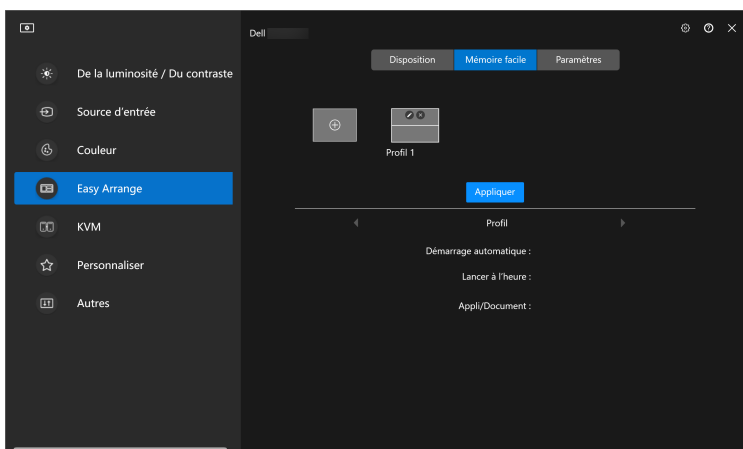 Dell
Disposition
Mémoire facile
Paramètres
De la luminosité / Du contraste
Source d'entrée
Couleur
Easy Arrange
KVM
Personnaliser
Autres
Profil 1
Appliquer
Profil
Démarrage automatique :
Lancer à l'heure :
Appli/Document :